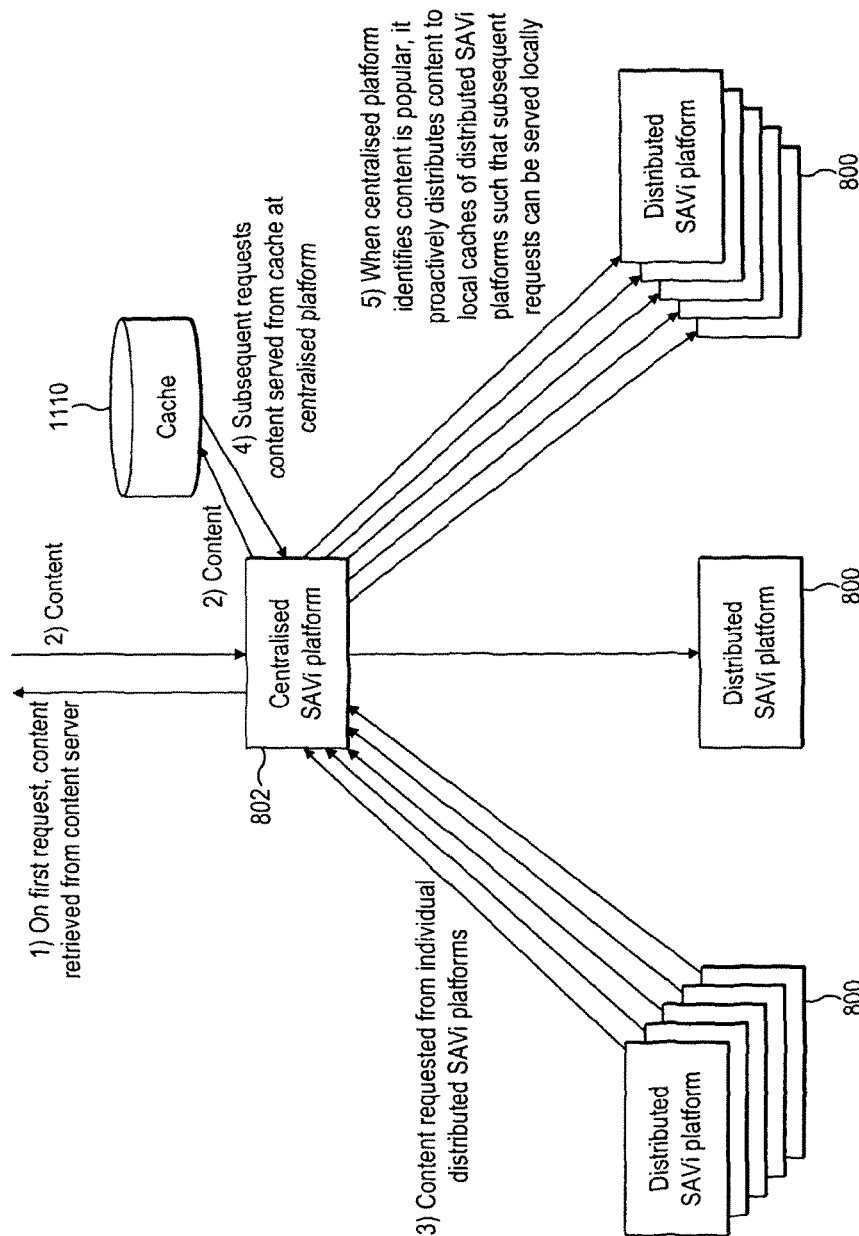 1) On first request, content
retrieved from content server
2) Content
1110
Cache
2) Content
4) Subsequent requests
content served from cache at
centralised platform
802
Centralised
SAVi platform
3) Content requested from individual
distributed SAVi platforms
5) When centralised platform
identifies content is popular, it
proactively distributes content to
local caches of distributed SAVi
platforms such that subsequent
requests can be served locally
Distributed
SAVi platform
800
Distributed
SAVi platform
800
Distributed
SAVi platform
800